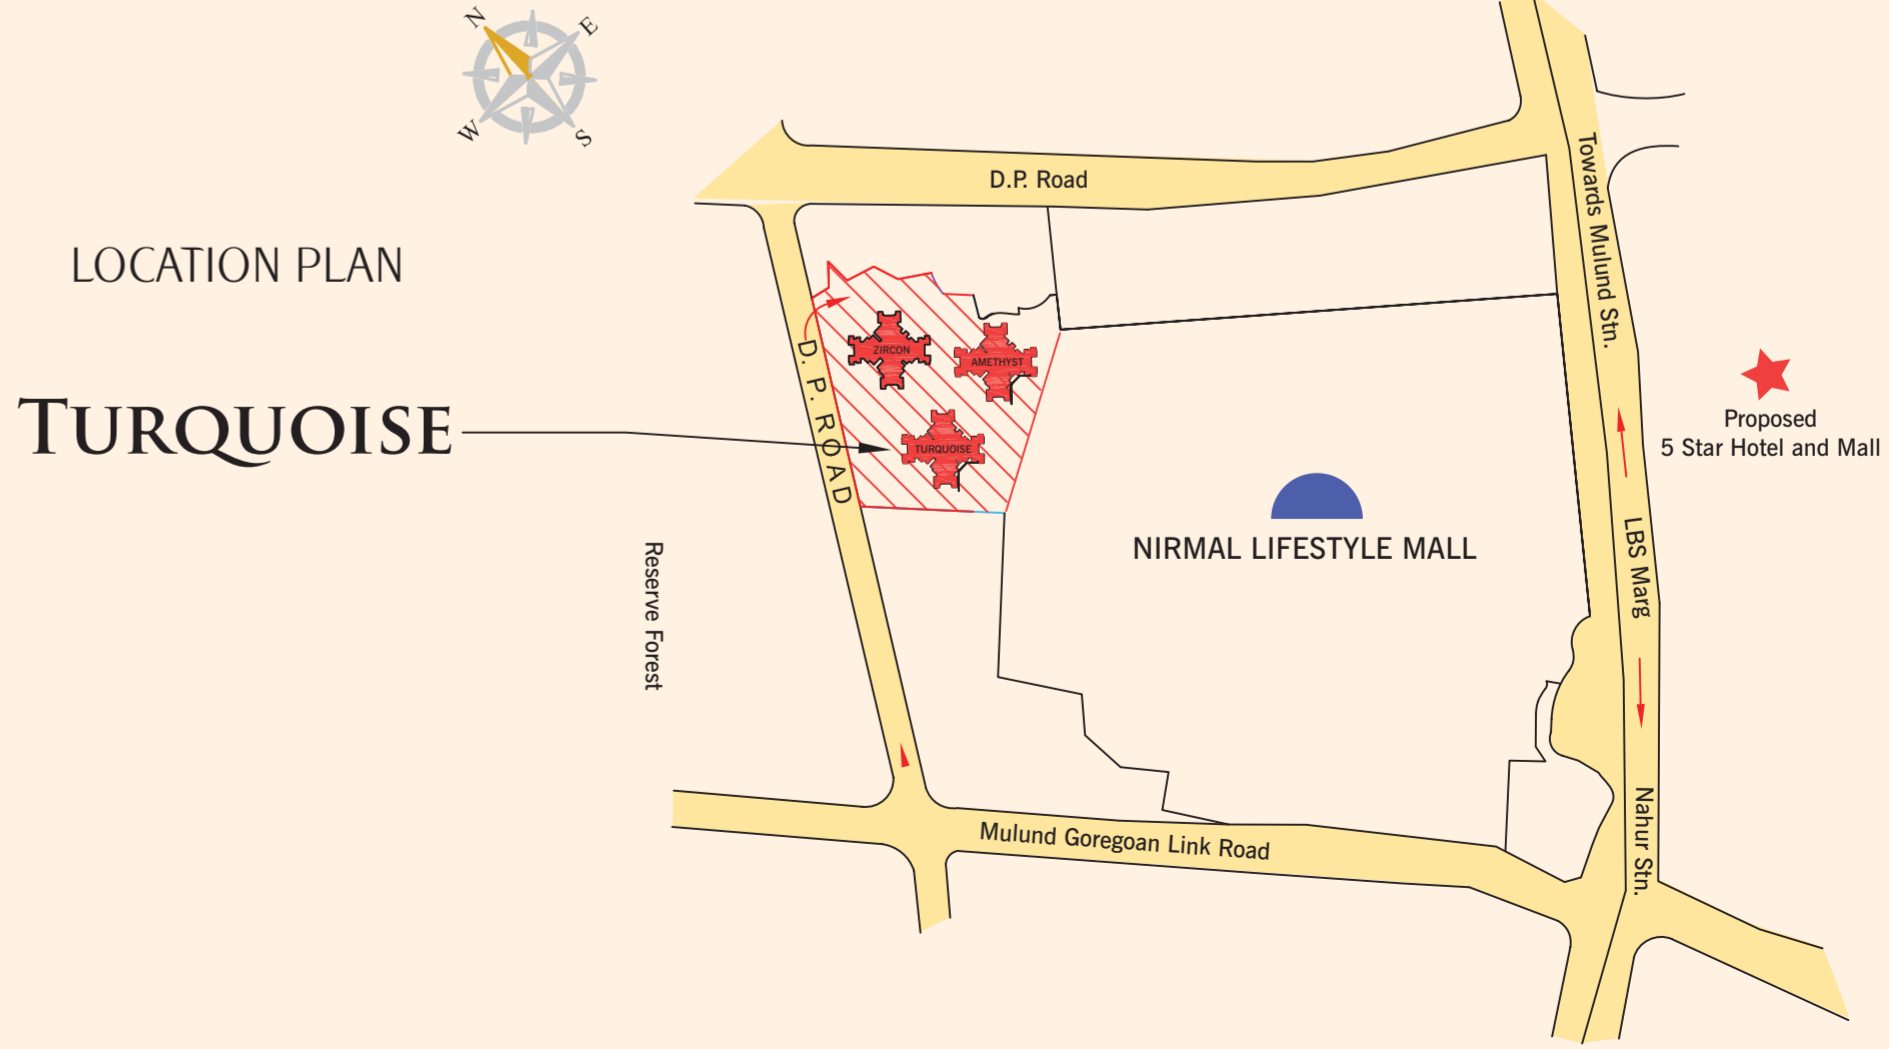 N
E
W
S
LOCATION PLAN
TURQUOISE
D.P. Road
Towards Mulund Stn.
ZIRCON
AMETHYST
TURQUOISE
D. P. ROAD
Proposed
5 Star Hotel and Mall
NIRMAL LIFESTYLE MALL
LBS Marg
Reserve Forest
Nahur Stn.
Mulund Goregoan Link Road